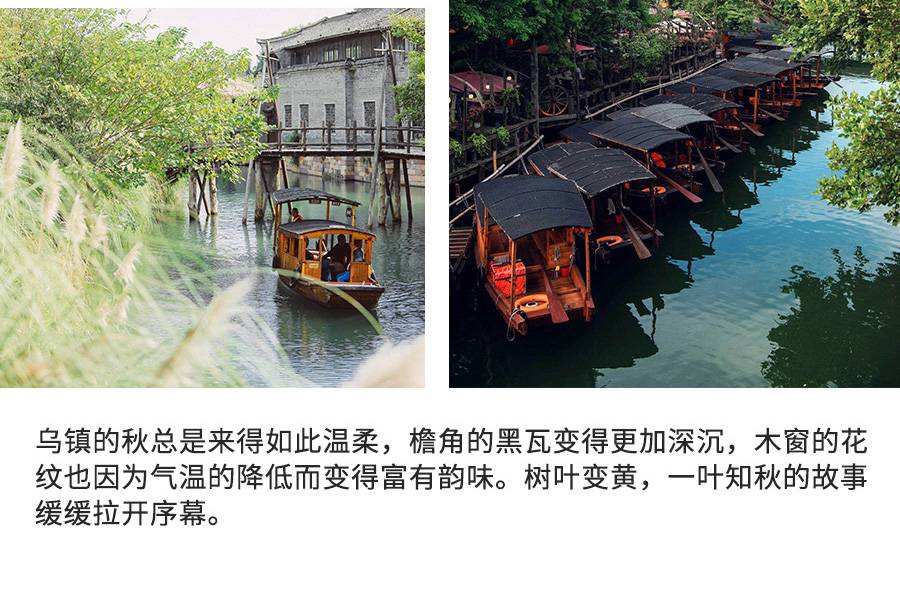 乌镇的秋总是来得如此温柔，檐角的黑瓦变得更加深沉，木窗的花
纹也因为气温的降低而变得富有韵味。树叶变黄，一叶知秋的故事
缓缓拉开序幕。